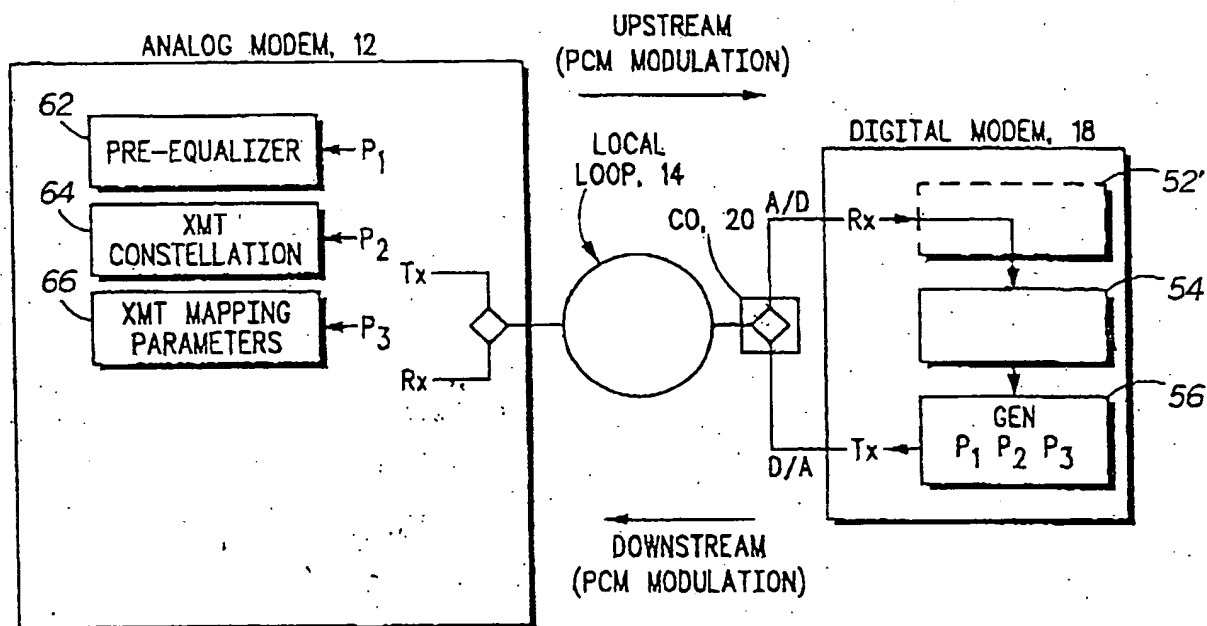 ANALOG MODEM, 12
UPSTREAM
(PCM MODULATION)
62
PRE-EQUALIZER
P1
64
XMT
CONSTELLATION
P2
66
XMT MAPPING
PARAMETERS
P3
Tx
Rx
LOCAL
LOOP, 14
CO, 20
A/D
D/A
DIGITAL MODEM, 18
Rx
52'
54
56
GEN
P1 P2 P3
Tx
DOWNSTREAM
(PCM MODULATION)